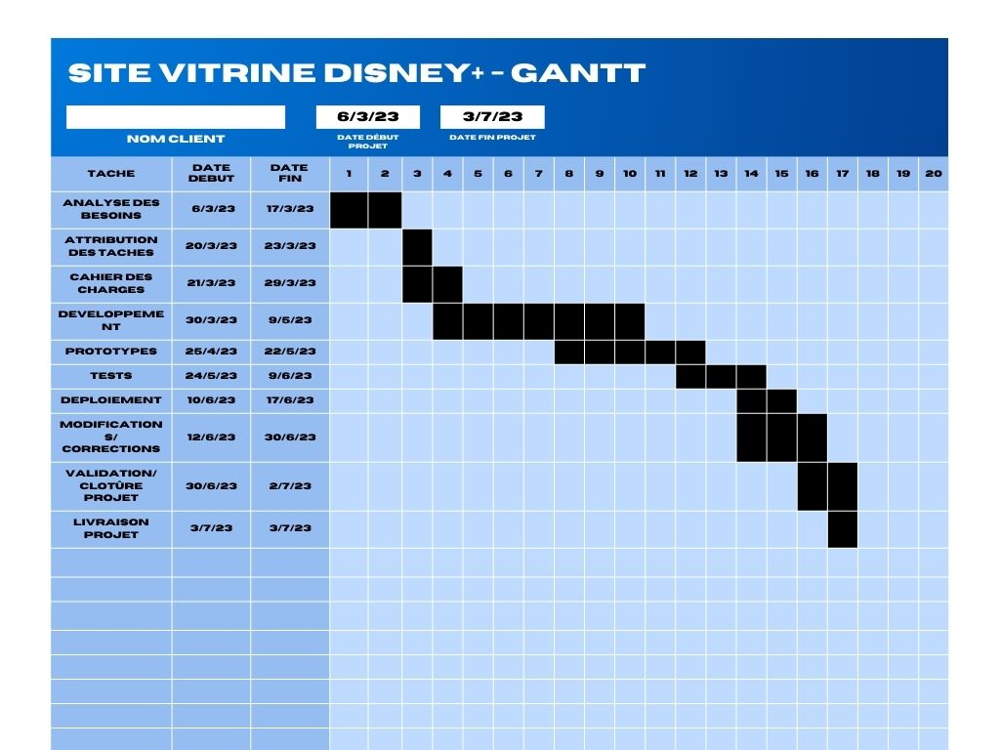 SITE VITRINE DISNEY+ - GANTT
6/3/23 3/7/23
NOM CLIENT DATE DÉBUT PROJET DATE FIN PROJET
TACHE DATE DEBUT DATE FIN 1 2 3 4 5 6 7 8 9 10 11 12 13 14 15 16 17 18 19 20
ANALYSE DES BESOINS 6/3/23 17/3/23
ATTRIBUTION DES TACHES 20/3/23 23/3/23
CAHIER DES CHARGES 21/3/23 29/3/23
DEVELOPPEMENT 30/3/23 9/5/23
PROTOTYPES 25/4/23 22/5/23
TESTS 24/5/23 9/6/23
DEPLOIEMENT 10/6/23 17/6/23
MODIFICATIONS/ CORRECTIONS 12/6/23 30/6/23
VALIDATION/ CLOTÛRE PROJET 30/6/23 2/7/23
LIVRAISON PROJET 3/7/23 3/7/23